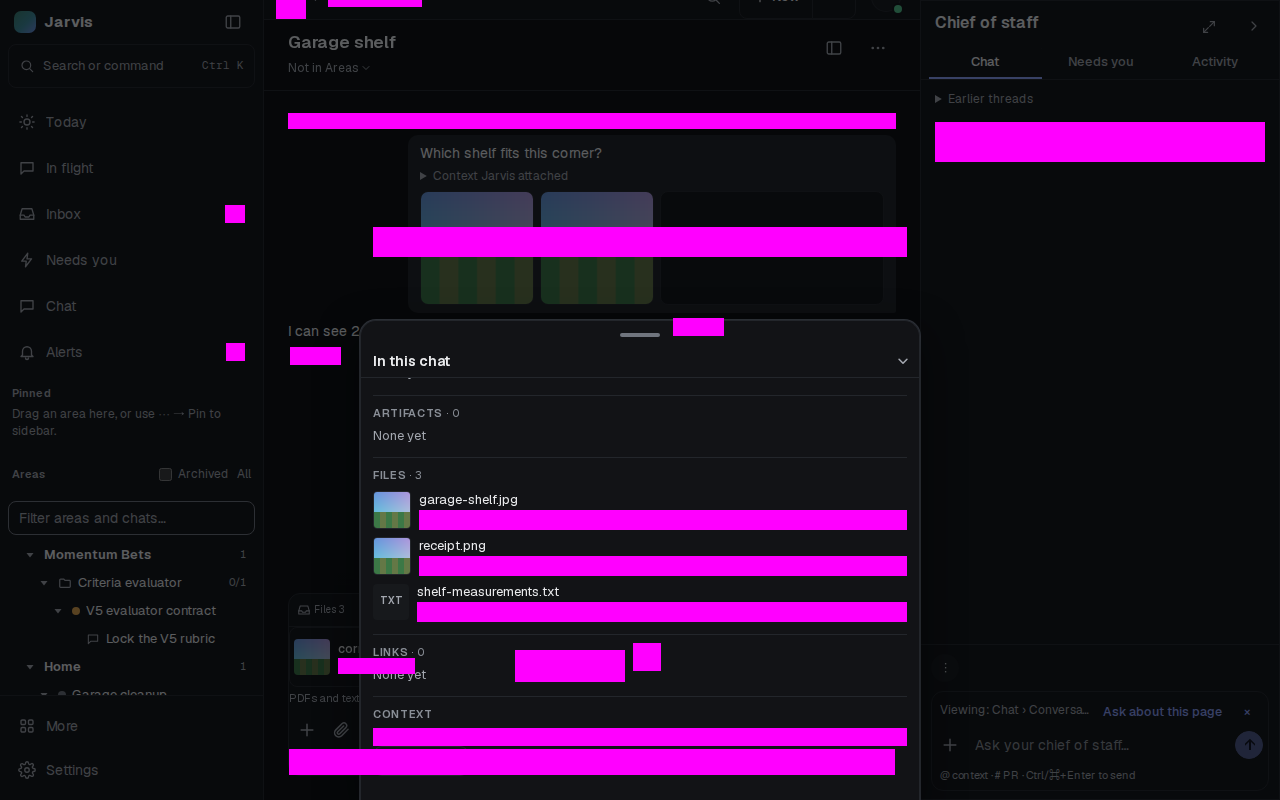 Jarvis
Search or command Ctrl K
Today
In flight
Inbox
Needs you
Chat
Alerts
Pinned
Drag an area here, or use ··· → Pin to
sidebar.
Areas Archived All
Filter areas and chats…
Momentum Bets 1
Criteria evaluator 0/1
V5 evaluator contract
Lock the V5 rubric
Home 1
Garage cleanup
More
Settings
Garage shelf
Not in Areas
Which shelf fits this corner?
Context Jarvis attached
I can see 2
Files 3
PDFs and text
In this chat
ARTIFACTS · 0
None yet
FILES · 3
garage-shelf.jpg
receipt.png
TXT shelf-measurements.txt
LINKS · 0
None yet
CONTEXT
Chief of staff
Chat Needs you Activity
Earlier threads
Viewing: Chat › Conversa… Ask about this page ×
Ask your chief of staff…
@ context · # PR · Ctrl/⌘+Enter to send